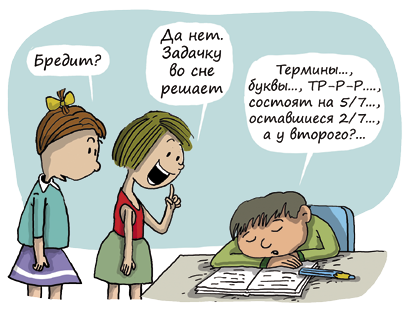 Бредит?
Да нет.
Задачку
во сне
решает
Термины...,
буквы..., ТР-Р-Р....,
состоят на 5/7...,
оставшиеся 2/7...,
а у второго?...